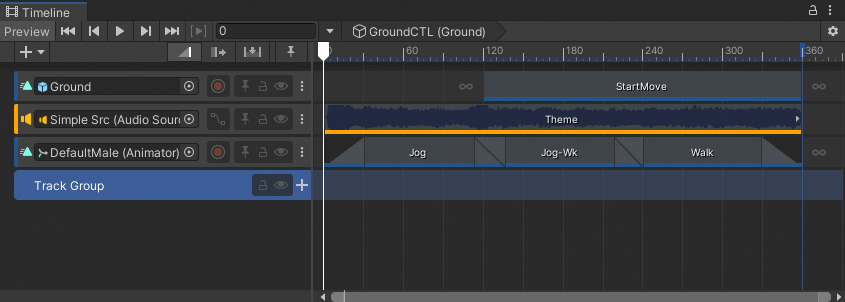 Timeline
Preview 0 GroundCTL (Ground)
0 60 120 180 240 300 360
Ground StartMove
Simple Src (Audio Sour Theme
DefaultMale (Animator) Jog Jog-Wk Walk
Track Group